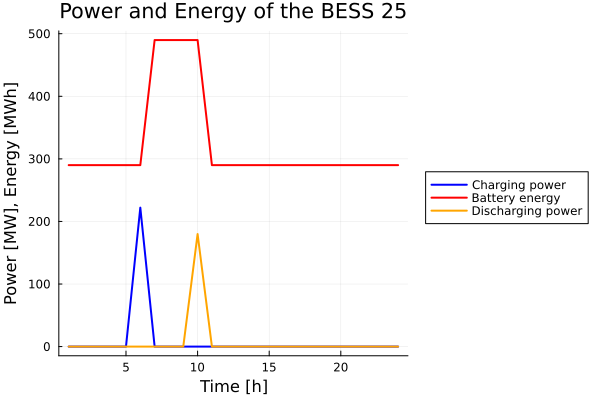 Power and Energy of the BESS 25
Power [MW], Energy [MWh]
500
400
300
200
100
0
5 10 15 20
Time [h]
Charging power
Battery energy
Discharging power